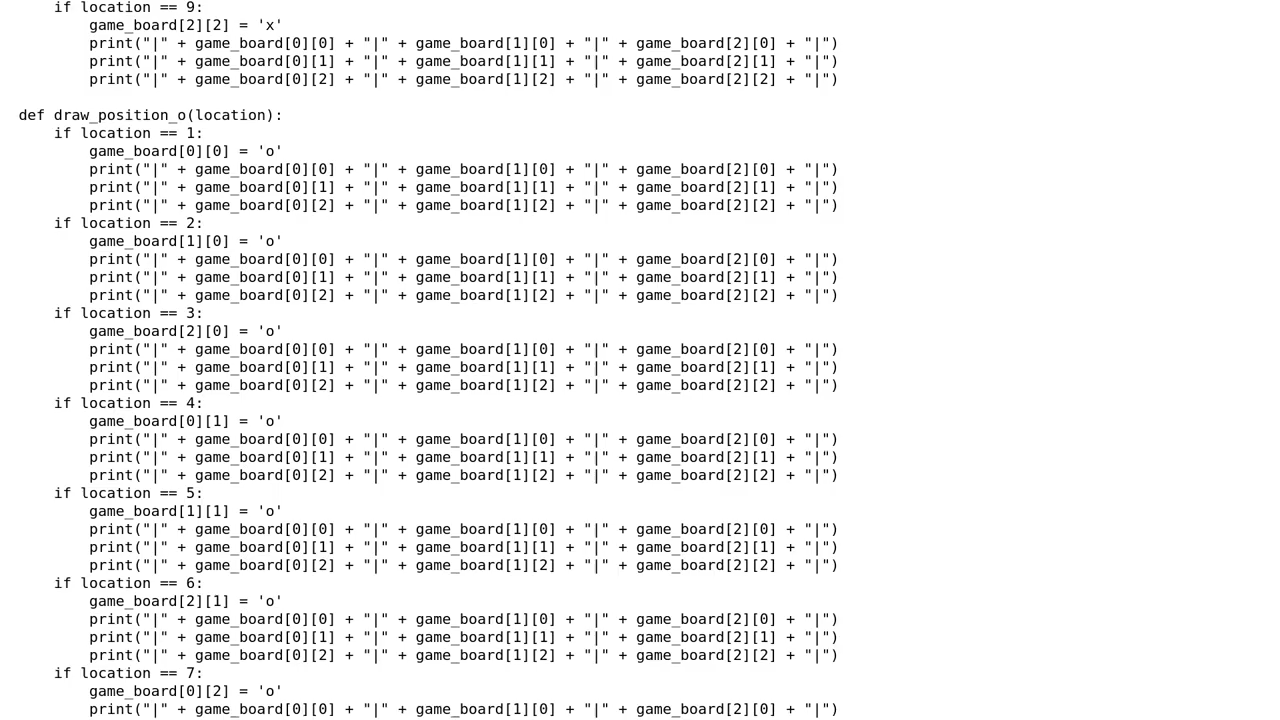 if location == 9:
        game_board[2][2] = 'x'
        print("|" + game_board[0][0] + "|" + game_board[1][0] + "|" + game_board[2][0] + "|")
        print("|" + game_board[0][1] + "|" + game_board[1][1] + "|" + game_board[2][1] + "|")
        print("|" + game_board[0][2] + "|" + game_board[1][2] + "|" + game_board[2][2] + "|")

def draw_position_o(location):
    if location == 1:
        game_board[0][0] = 'o'
        print("|" + game_board[0][0] + "|" + game_board[1][0] + "|" + game_board[2][0] + "|")
        print("|" + game_board[0][1] + "|" + game_board[1][1] + "|" + game_board[2][1] + "|")
        print("|" + game_board[0][2] + "|" + game_board[1][2] + "|" + game_board[2][2] + "|")
    if location == 2:
        game_board[1][0] = 'o'
        print("|" + game_board[0][0] + "|" + game_board[1][0] + "|" + game_board[2][0] + "|")
        print("|" + game_board[0][1] + "|" + game_board[1][1] + "|" + game_board[2][1] + "|")
        print("|" + game_board[0][2] + "|" + game_board[1][2] + "|" + game_board[2][2] + "|")
    if location == 3:
        game_board[2][0] = 'o'
        print("|" + game_board[0][0] + "|" + game_board[1][0] + "|" + game_board[2][0] + "|")
        print("|" + game_board[0][1] + "|" + game_board[1][1] + "|" + game_board[2][1] + "|")
        print("|" + game_board[0][2] + "|" + game_board[1][2] + "|" + game_board[2][2] + "|")
    if location == 4:
        game_board[0][1] = 'o'
        print("|" + game_board[0][0] + "|" + game_board[1][0] + "|" + game_board[2][0] + "|")
        print("|" + game_board[0][1] + "|" + game_board[1][1] + "|" + game_board[2][1] + "|")
        print("|" + game_board[0][2] + "|" + game_board[1][2] + "|" + game_board[2][2] + "|")
    if location == 5:
        game_board[1][1] = 'o'
        print("|" + game_board[0][0] + "|" + game_board[1][0] + "|" + game_board[2][0] + "|")
        print("|" + game_board[0][1] + "|" + game_board[1][1] + "|" + game_board[2][1] + "|")
        print("|" + game_board[0][2] + "|" + game_board[1][2] + "|" + game_board[2][2] + "|")
    if location == 6:
        game_board[2][1] = 'o'
        print("|" + game_board[0][0] + "|" + game_board[1][0] + "|" + game_board[2][0] + "|")
        print("|" + game_board[0][1] + "|" + game_board[1][1] + "|" + game_board[2][1] + "|")
        print("|" + game_board[0][2] + "|" + game_board[1][2] + "|" + game_board[2][2] + "|")
    if location == 7:
        game_board[0][2] = 'o'
        print("|" + game_board[0][0] + "|" + game_board[1][0] + "|" + game_board[2][0] + "|")